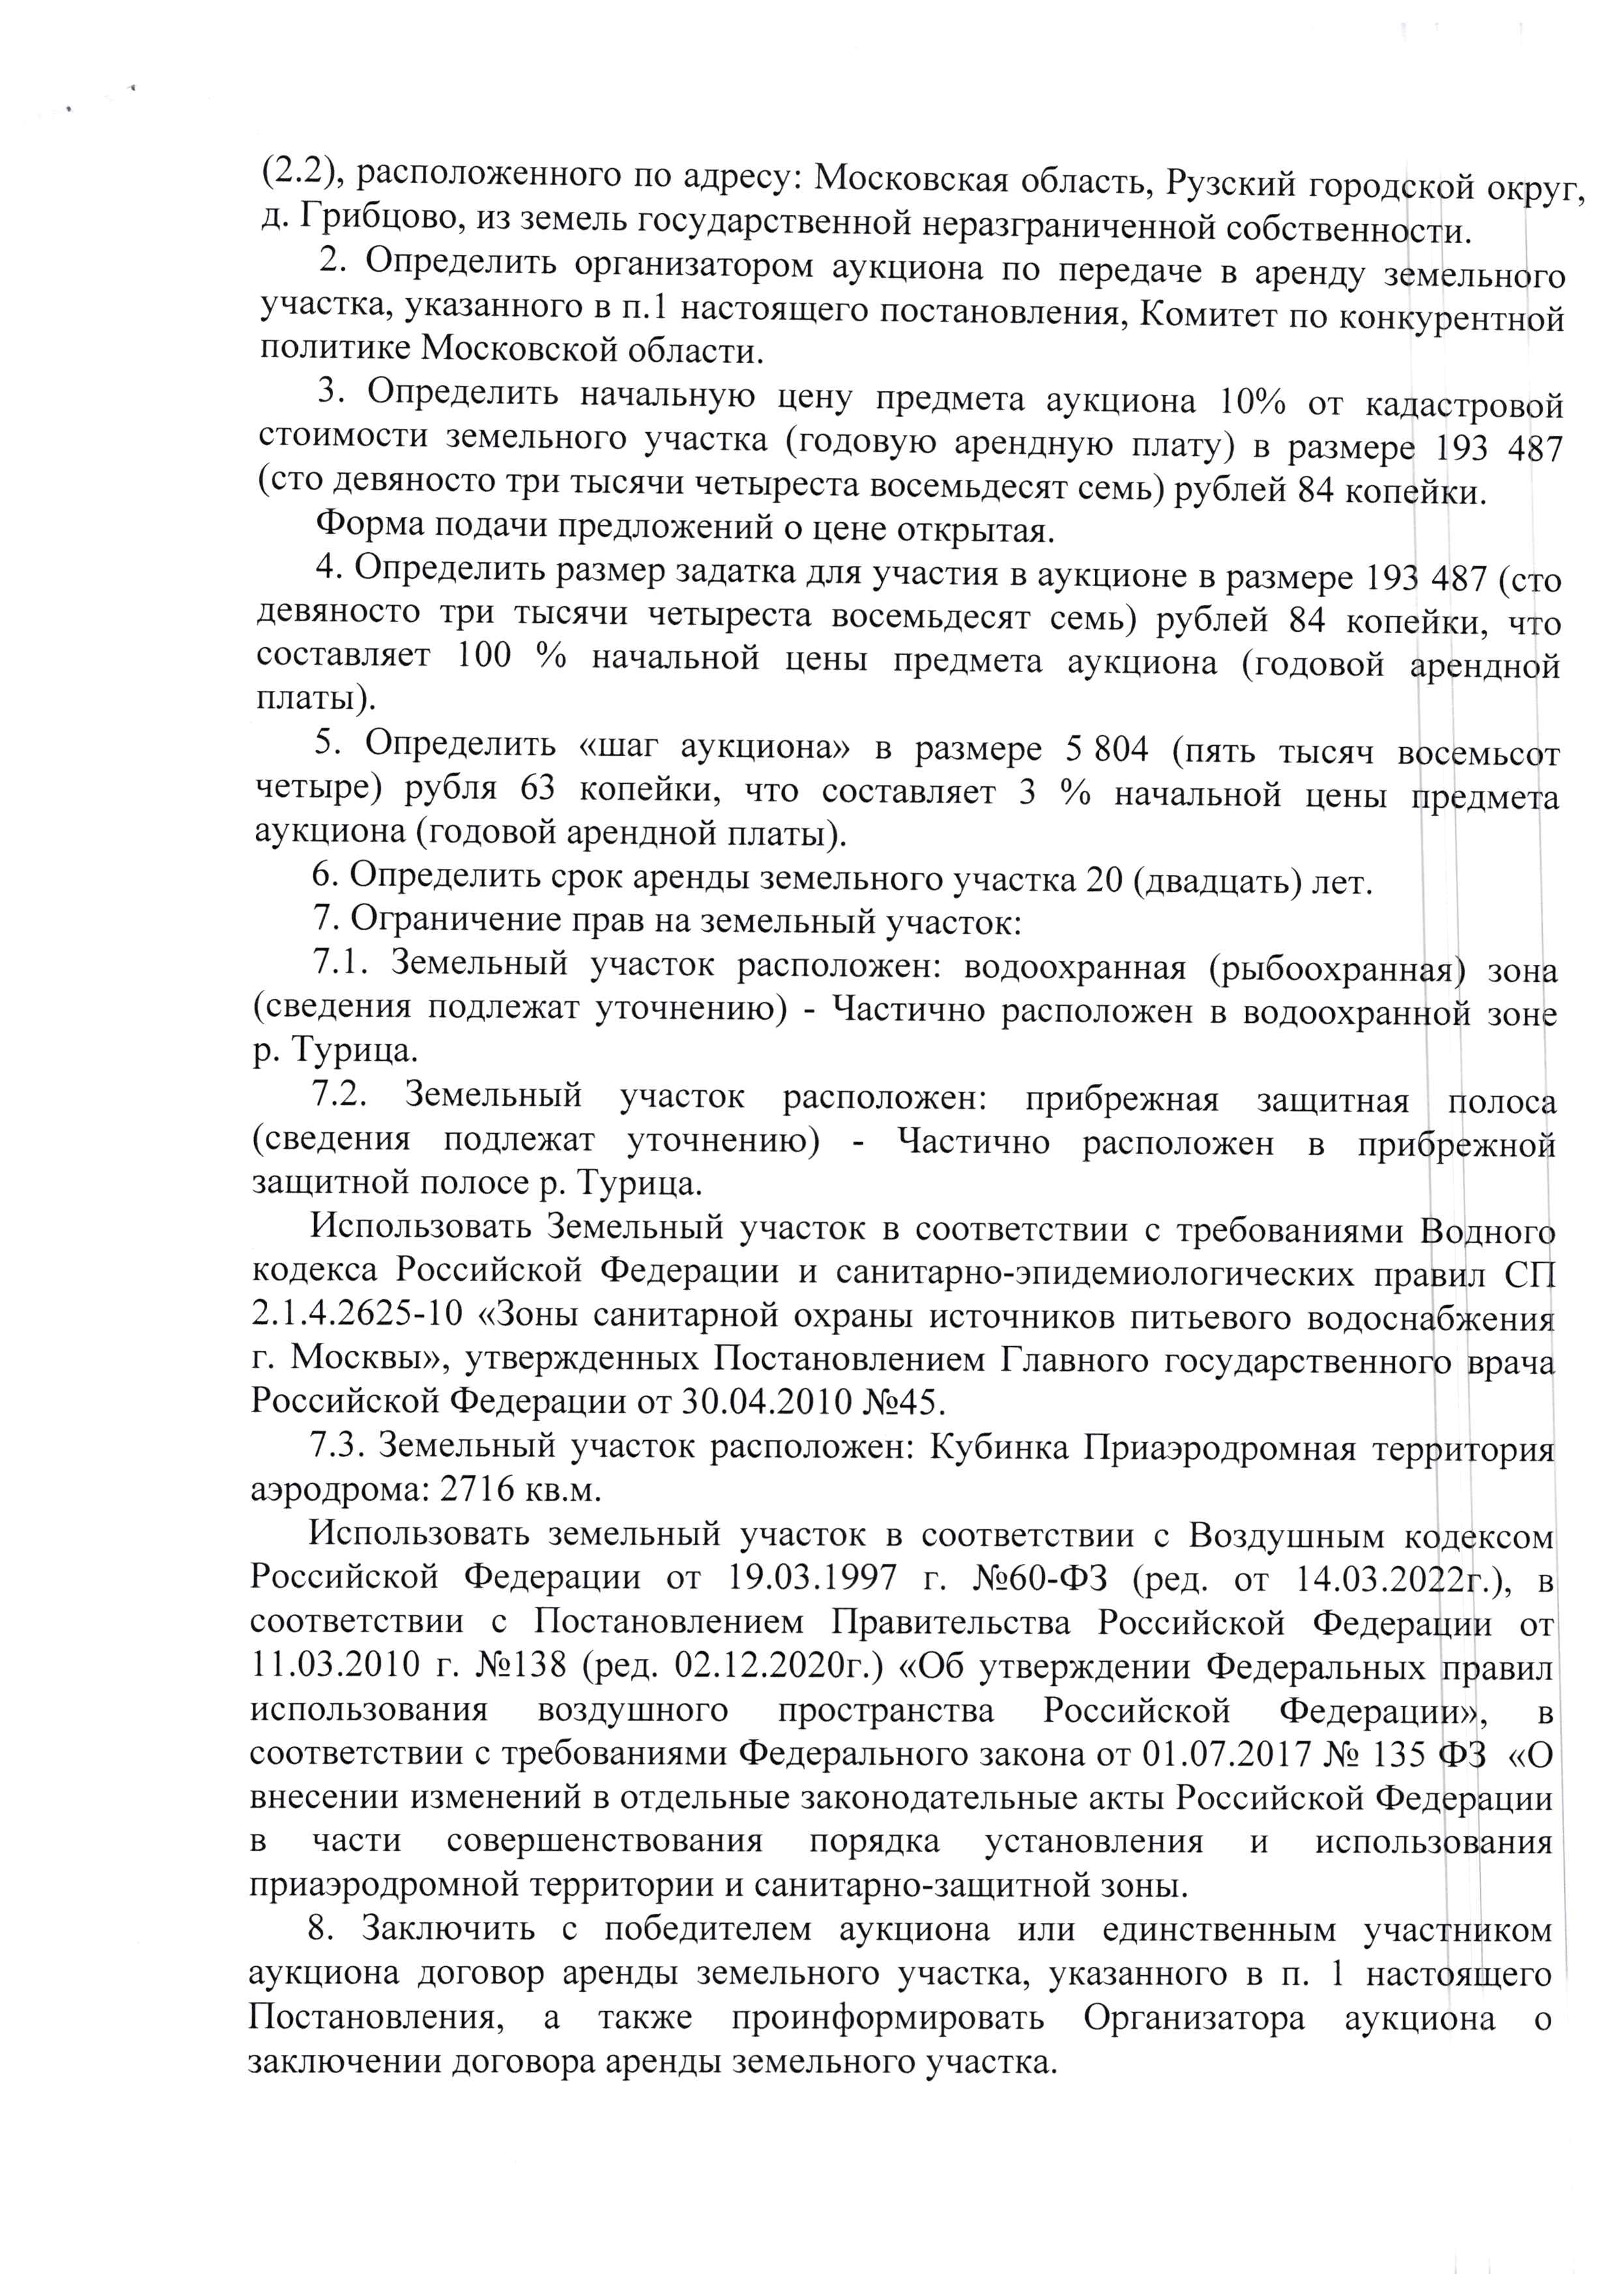 (2.2), расположенного по адресу: Московская область, Рузский городской округ,
д. Грибцово, из земель государственной неразграниченной собственности.
2. Определить организатором аукциона по передаче в аренду земельного
участка, указанного в п.1 настоящего постановления, Комитет по конкурентной
политике Московской области.
3. Определить начальную цену предмета аукциона 10% от кадастровой
стоимости земельного участка (годовую арендную плату) в размере 193 487
(сто девяносто три тысячи четыреста восемьдесят семь) рублей 84 копейки.
Форма подачи предложений о цене открытая.
4. Определить размер задатка для участия в аукционе в размере 193 487 (сто
девяносто три тысячи четыреста восемьдесят семь) рублей 84 копейки, что
составляет 100 % начальной цены предмета аукциона (годовой арендной
платы).
5. Определить «шаг аукциона» в размере 5 804 (пять тысяч восемьсот
четыре) рубля 63 копейки, что составляет 3 % начальной цены предмета
аукциона (годовой арендной платы).
6. Определить срок аренды земельного участка 20 (двадцать) лет.
7. Ограничение прав на земельный участок:
7.1. Земельный участок расположен: водоохранная (рыбоохранная) зона
(сведения подлежат уточнению) - Частично расположен в водоохранной зоне
р. Турица.
7.2. Земельный участок расположен: прибрежная защитная полоса
(сведения подлежат уточнению) - Частично расположен в прибрежной
защитной полосе р. Турица.
Использовать Земельный участок в соответствии с требованиями Водного
кодекса Российской Федерации и санитарно-эпидемиологических правил СП
2.1.4.2625-10 «Зоны санитарной охраны источников питьевого водоснабжения
г. Москвы», утвержденных Постановлением Главного государственного врача
Российской Федерации от 30.04.2010 №45.
7.3. Земельный участок расположен: Кубинка Приаэродромная территория
аэродрома: 2716 кв.м.
Использовать земельный участок в соответствии с Воздушным кодексом
Российской Федерации от 19.03.1997 г. №60-ФЗ (ред. от 14.03.2022г.), в
соответствии с Постановлением Правительства Российской Федерации от
11.03.2010 г. №138 (ред. 02.12.2020г.) «Об утверждении Федеральных правил
использования воздушного пространства Российской Федерации», в
соответствии с требованиями Федерального закона от 01.07.2017 № 135 ФЗ «О
внесении изменений в отдельные законодательные акты Российской Федерации
в части совершенствования порядка установления и использования
приаэродромной территории и санитарно-защитной зоны.
8. Заключить с победителем аукциона или единственным участником
аукциона договор аренды земельного участка, указанного в п. 1 настоящего
Постановления, а также проинформировать Организатора аукциона о
заключении договора аренды земельного участка.